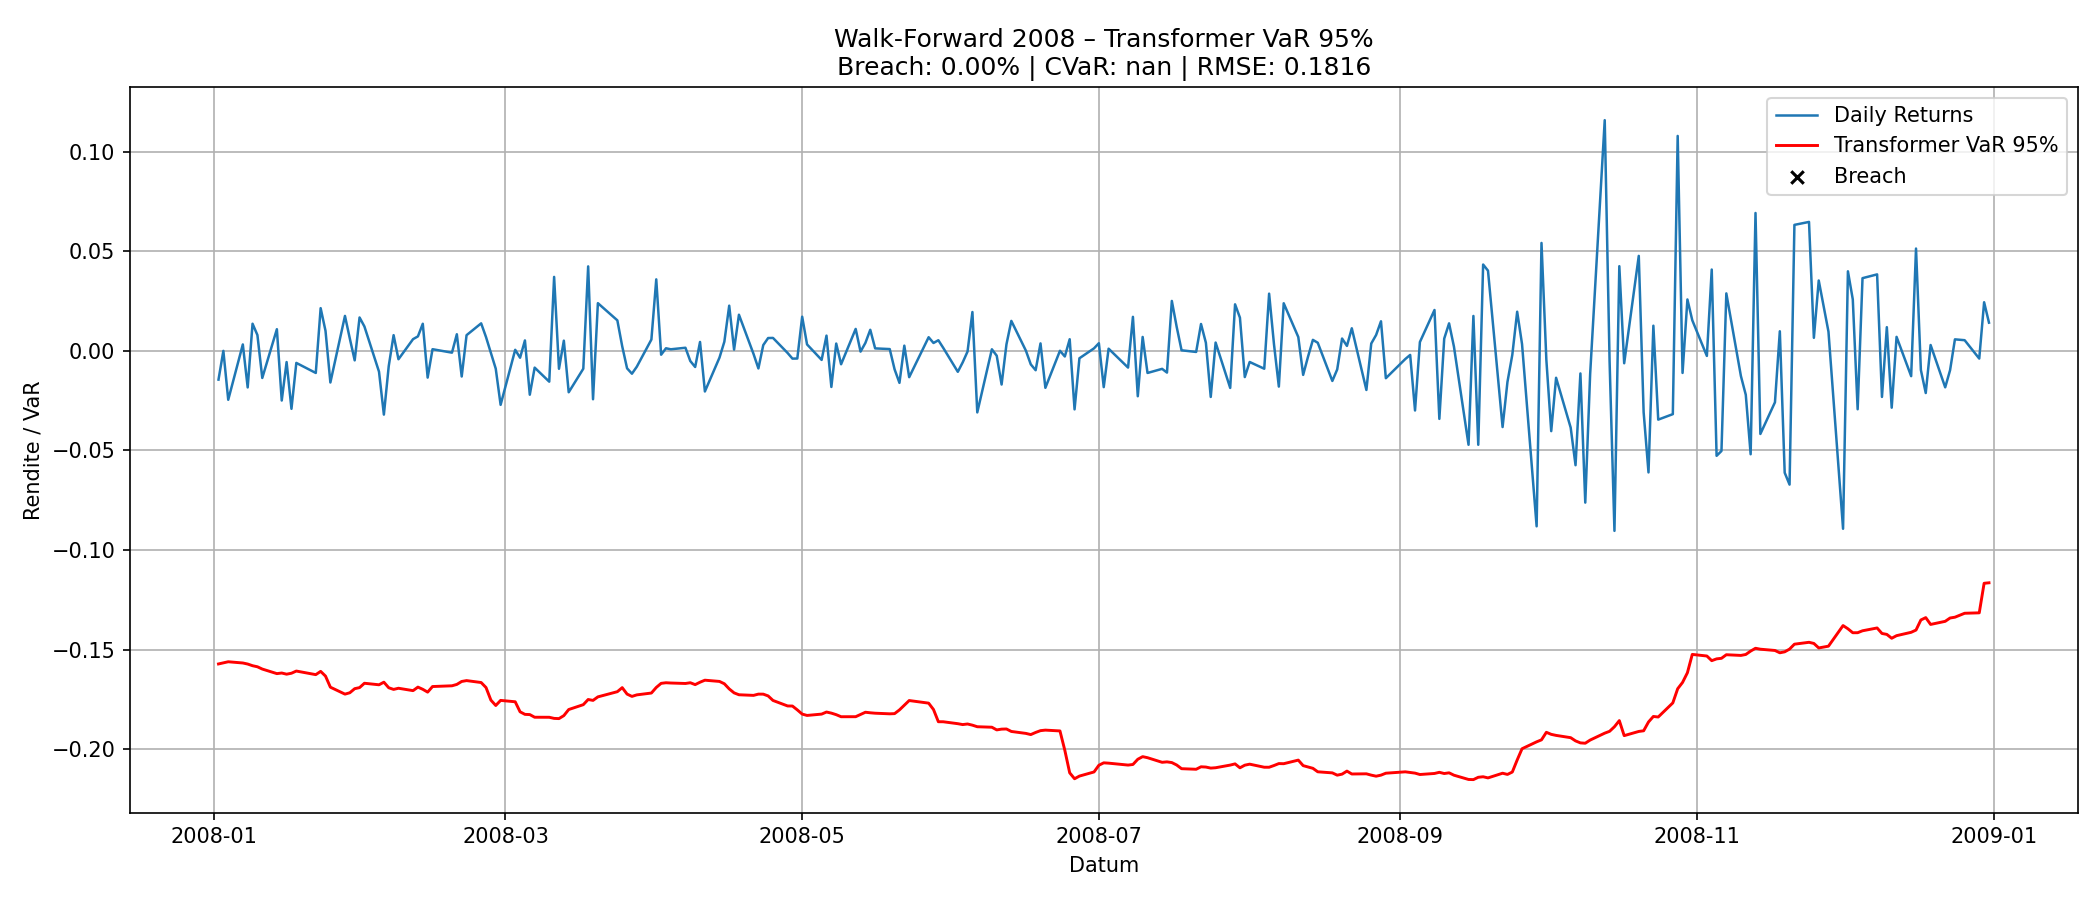 Walk-Forward 2008 – Transformer VaR 95%
Breach: 0.00% | CVaR: nan | RMSE: 0.1816
Daily Returns
Transformer VaR 95%
Breach
Rendite / VaR
0.10
0.05
0.00
−0.05
−0.10
−0.15
−0.20
2008-01
2008-03
2008-05
2008-07
2008-09
2008-11
2009-01
Datum